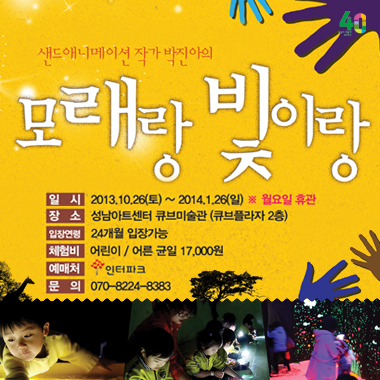 40
샌드애니메이션 작가 박진아의
모래랑 빛이랑
일 시 2013.10.26(토) ~ 2014.1.26(일) ※ 월요일 휴관
장 소 성남아트센터 큐브미술관 (큐브플라자 2층)
입장연령 24개월 입장가능
체험비 어린이 / 어른 균일 17,000원
예매처 인터파크
문 의 070-8224-8383